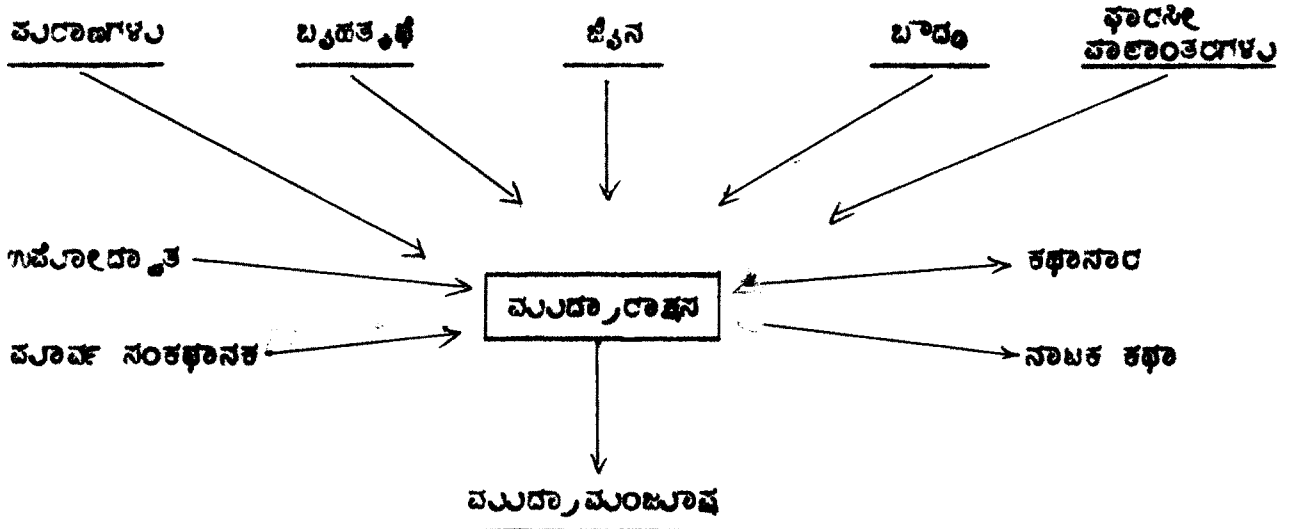 ಪುರಾಣಗಳು
ಬೃಹತ್ಕಥೆ
ಜೈನ
ಬೌದ್ಧ
ಫಾರಸೀ
ಪಾಠಾಂತರಗಳು
ಉಪೋದ್ಘಾತ
ಕಥಾಸಾರ
ಮುದ್ರಾರಾಕ್ಷಸ
ಪೂರ್ವ ಸಂಕಥಾನಕ
ನಾಟಕ ಕಥಾ
ಮುದ್ರಾಮಂಜೂಷ